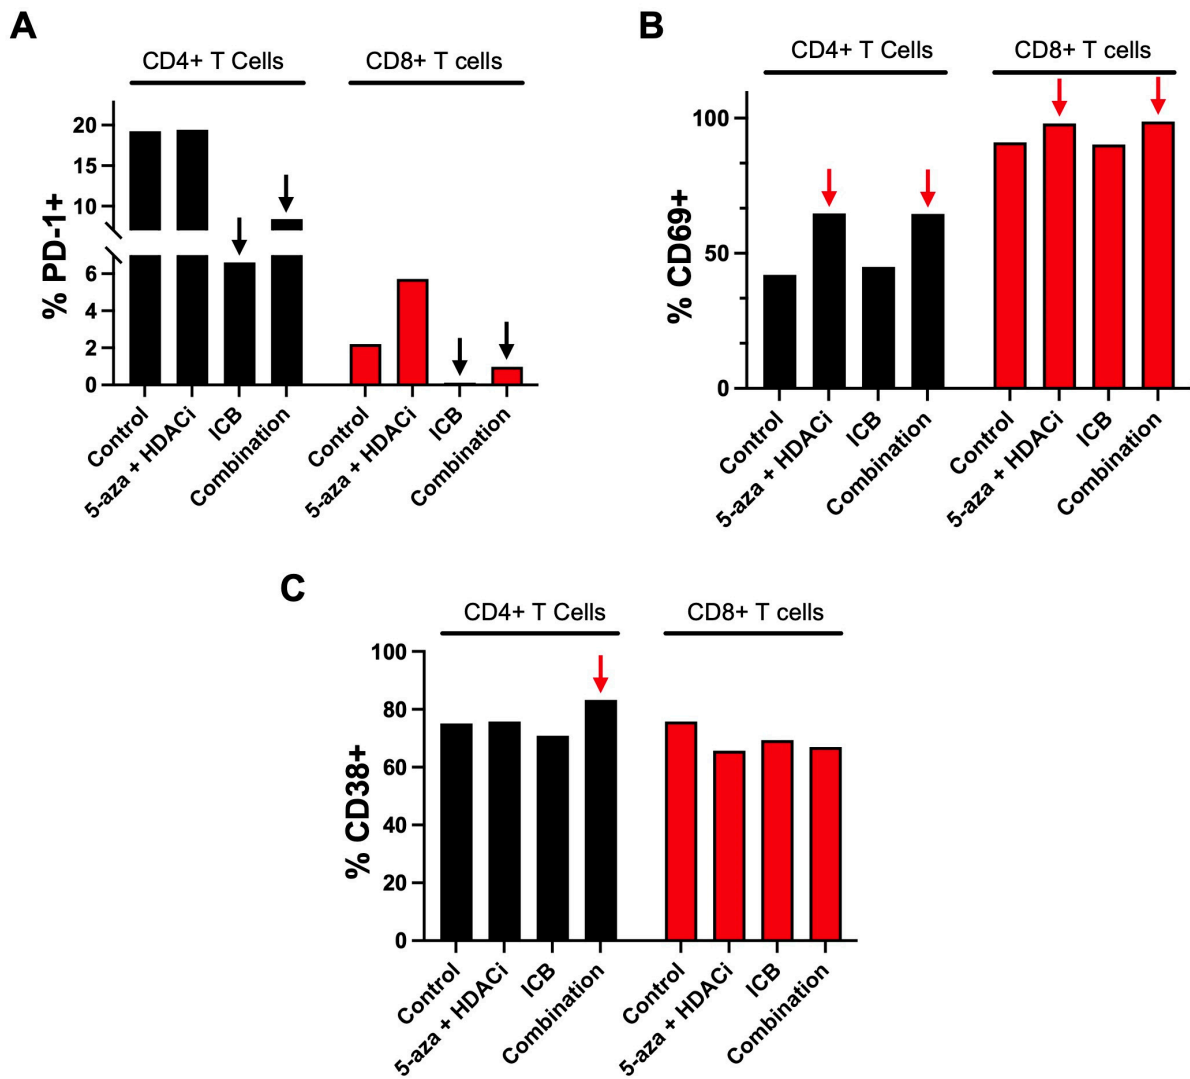 A
CD4+ T Cells
CD8+ T cells
% PD-1+
20
15
10
6
4
2
0
Control
5-aza + HDACi
ICB
Combination
Control
5-aza + HDACi
ICB
Combination
B
CD4+ T Cells
CD8+ T cells
% CD69+
100
50
0
Control
5-aza + HDACi
ICB
Combination
Control
5-aza + HDACi
ICB
Combination
C
CD4+ T Cells
CD8+ T cells
% CD38+
100
80
60
40
20
0
Control
5-aza + HDACi
ICB
Combination
Control
5-aza + HDACi
ICB
Combination